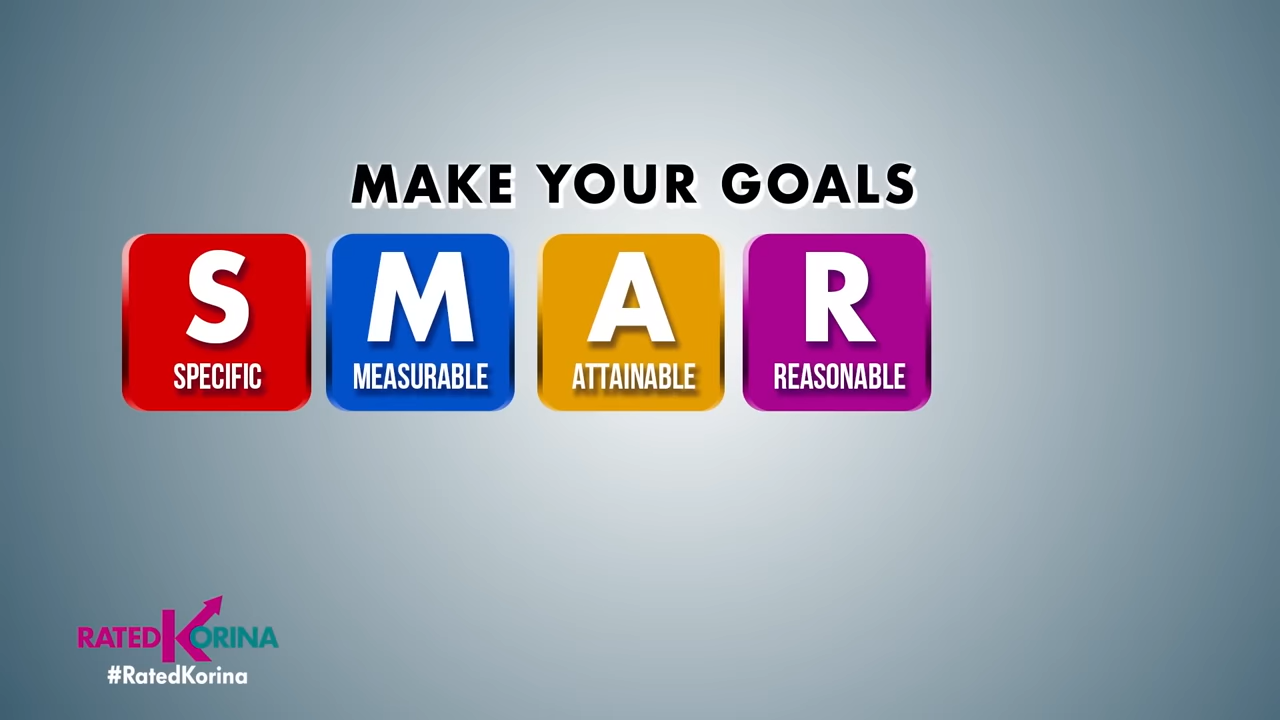 MAKE YOUR GOALS
S M A R
SPECIFIC MEASURABLE ATTAINABLE REASONABLE
RATEDKORINA
#RatedKorina